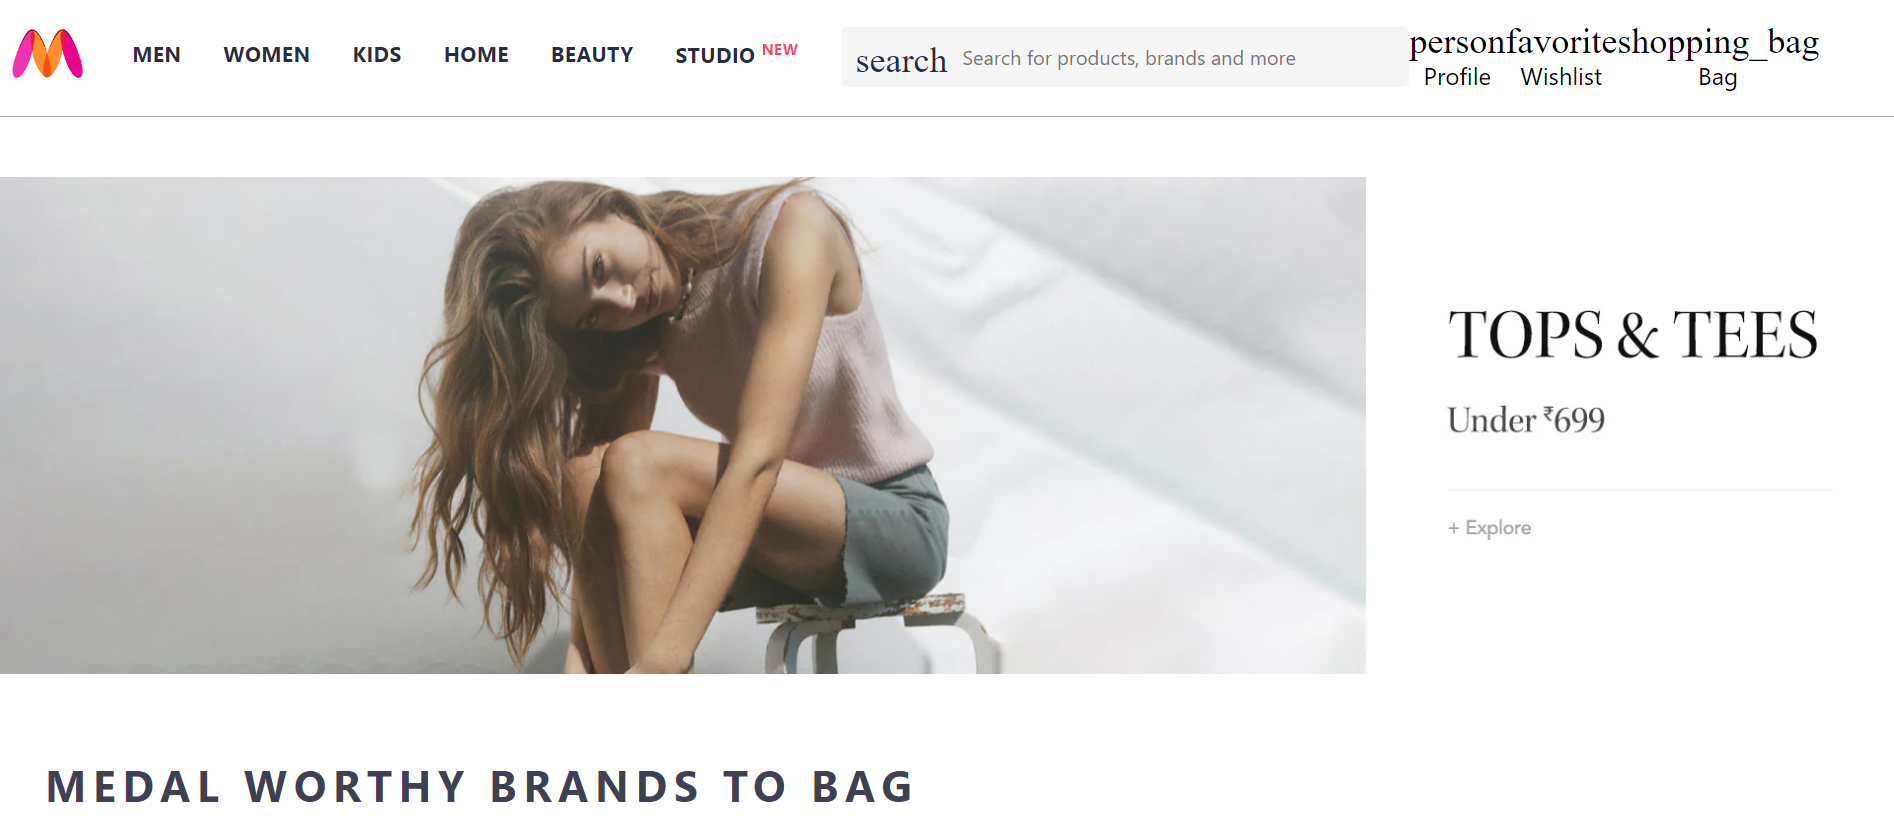 MEN WOMEN KIDS HOME BEAUTY STUDIO NEW search Search for products, brands and more personfavoriteshopping_bag
Profile Wishlist Bag
TOPS & TEES
Under ₹699
+ Explore
MEDAL WORTHY BRANDS TO BAG